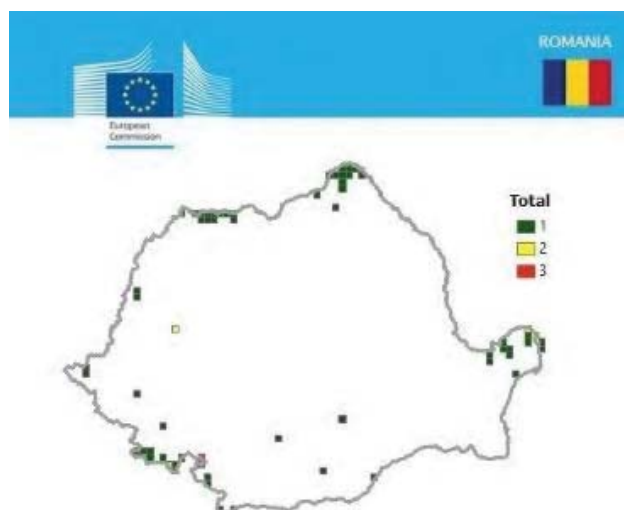 ROMANIA
European
Commission
Total
1
2
3